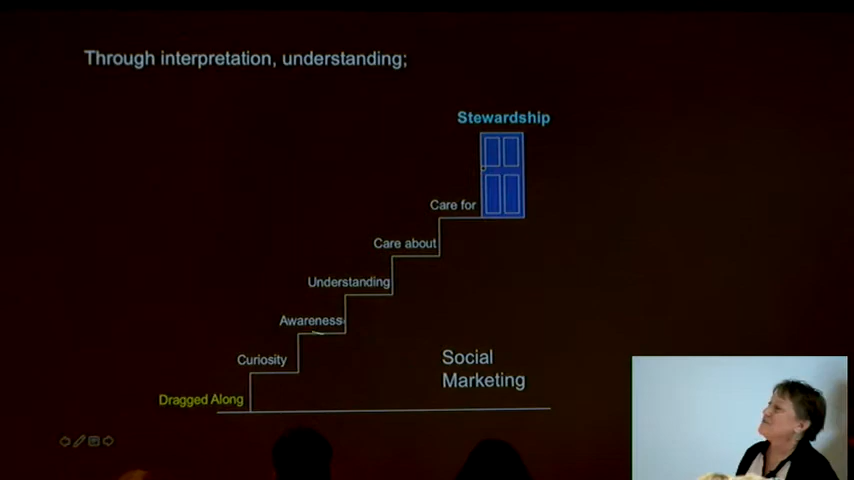 Through interpretation, understanding;
Stewardship
Care for
Care about
Understanding
Awareness
Curiosity
Social
Marketing
Dragged Along